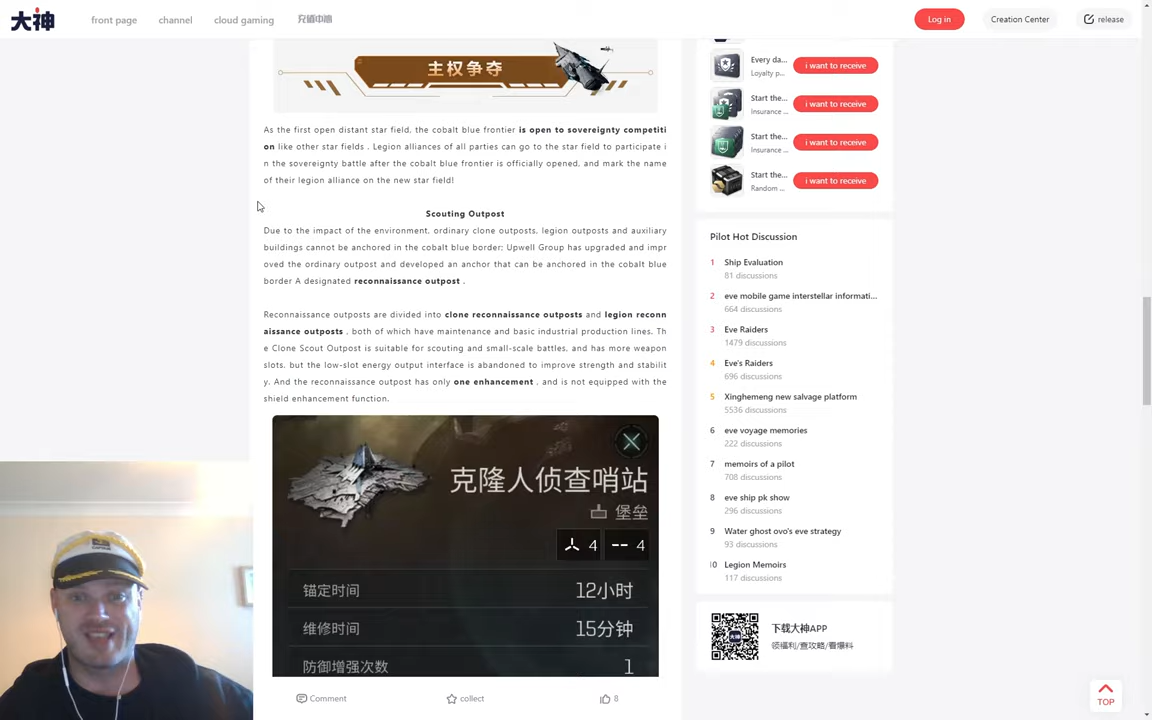 大神
front page
channel
cloud gaming
充值中心
Log in
Creation Center
release
主权争夺
As the first open distant star field, the cobalt blue frontier is open to sovereignty competiti
on like other star fields . Legion alliances of all parties can go to the star field to participate i
n the sovereignty battle after the cobalt blue frontier is officially opened, and mark the name
of their legion alliance on the new star field!
Scouting Outpost
Due to the impact of the environment, ordinary clone outposts, legion outposts and auxiliary
buildings cannot be anchored in the cobalt blue border; Upwell Group has upgraded and impr
oved the ordinary outpost and developed an anchor that can be anchored in the cobalt blue
border A designated reconnaissance outpost .
Reconnaissance outposts are divided into clone reconnaissance outposts and legion reconn
aissance outposts , both of which have maintenance and basic industrial production lines. Th
e Clone Scout Outpost is suitable for scouting and small-scale battles, and has more weapon
slots, but the low-slot energy output interface is abandoned to improve strength and stabilit
y. And the reconnaissance outpost has only one enhancement , and is not equipped with the
shield enhancement function.
克隆人侦查哨站
堡垒
4
4
锚定时间 12小时
维修时间 15分钟
防御增强次数 1
Comment
collect
8
Every da...
Loyalty p...
i want to receive
Start the...
Insurance ...
i want to receive
Start the...
Insurance ...
i want to receive
Start the...
Random ...
i want to receive
Pilot Hot Discussion
1 Ship Evaluation
81 discussions
2 eve mobile game interstellar informati...
664 discussions
3 Eve Raiders
1479 discussions
4 Eve's Raiders
696 discussions
5 Xinghemeng new salvage platform
5536 discussions
6 eve voyage memories
222 discussions
7 memoirs of a pilot
708 discussions
8 eve ship pk show
296 discussions
9 Water ghost ovo's eve strategy
93 discussions
10 Legion Memoirs
117 discussions
下载大神APP
领福利/查攻略/看爆料
TOP